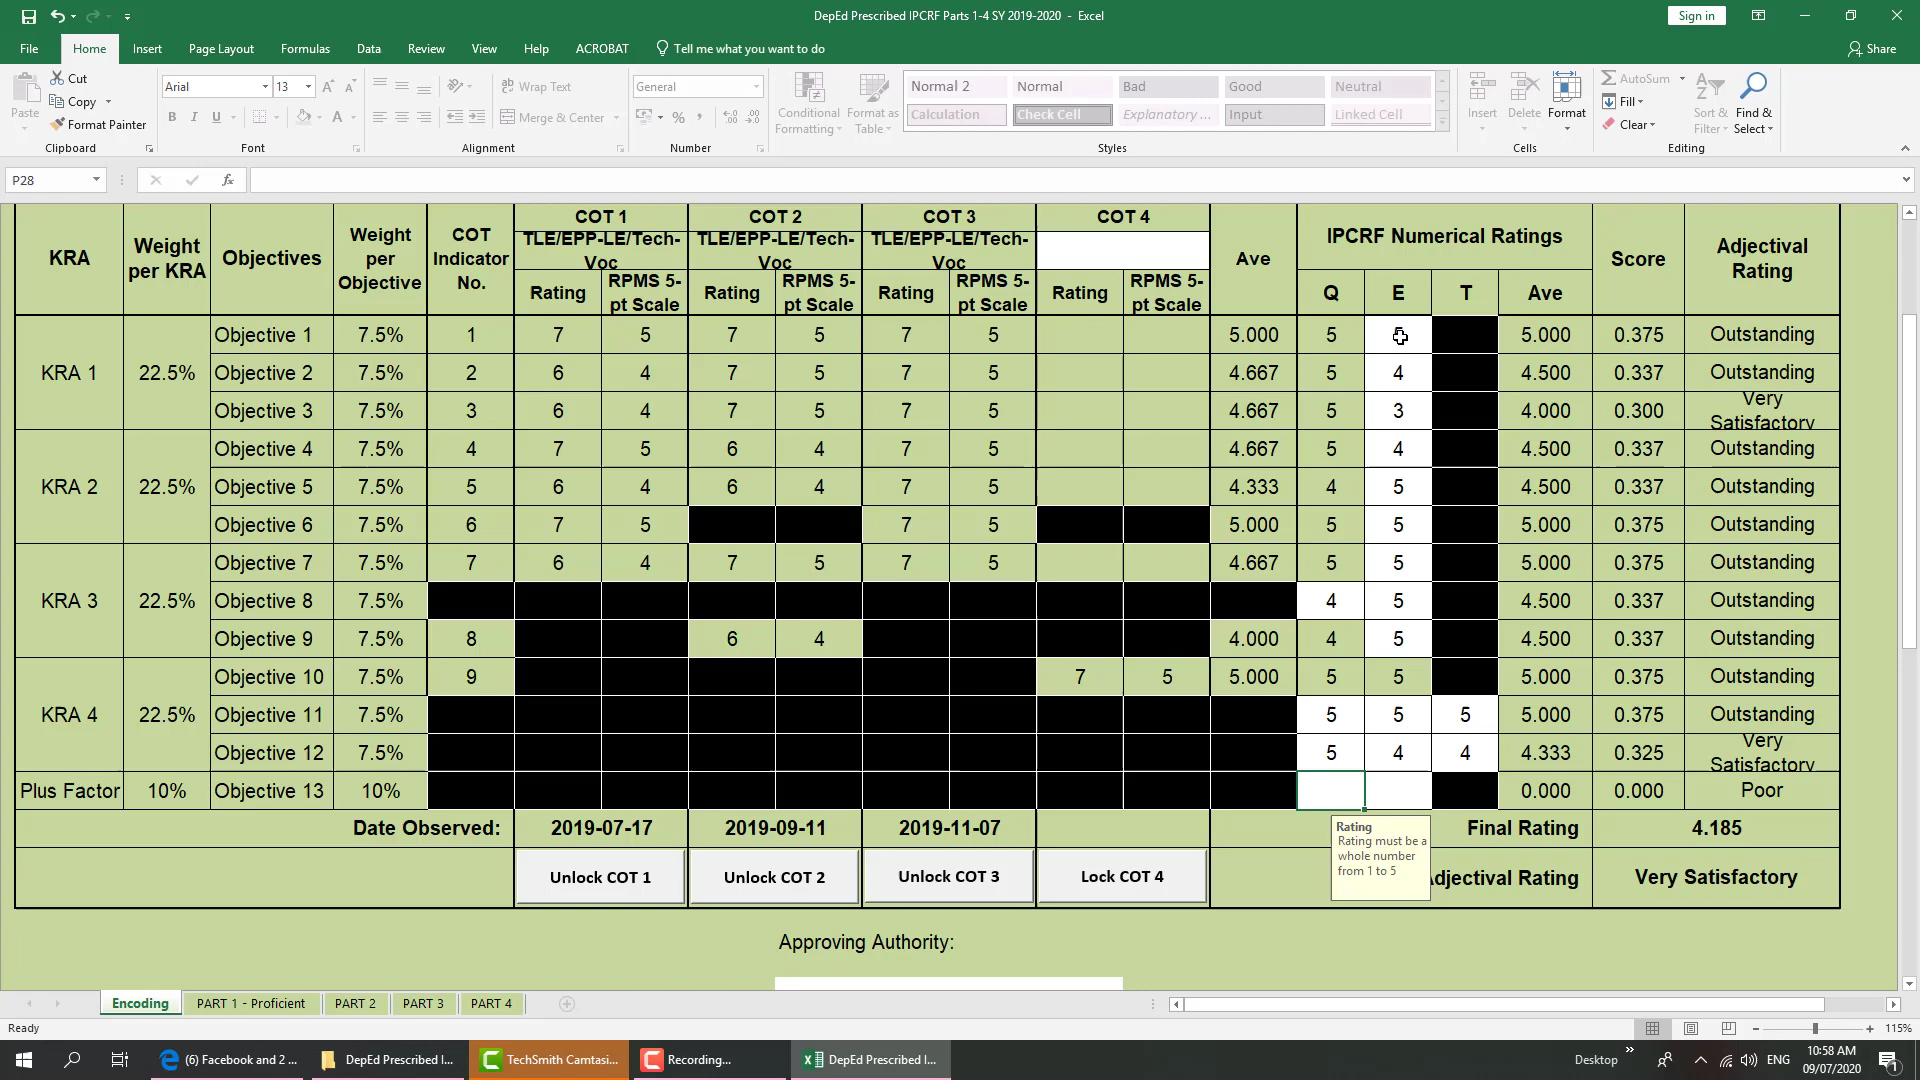 DepEd Prescribed IPCRF Parts 1-4 SY 2019-2020 - Excel
Sign in
File Home Insert Page Layout Formulas Data Review View Help ACROBAT Tell me what you want to do Share
Paste
Cut
Copy
Format Painter
Clipboard
Arial 13
B I U
Font
Wrap Text
Merge & Center
Alignment
General
Number
Conditional Formatting
Format as Table
Normal 2 Normal Bad Good Neutral
Calculation Check Cell Explanatory ... Input Linked Cell
Styles
Insert Delete Format
Cells
AutoSum
Fill
Clear
Sort & Filter
Find & Select
Editing
P28
fx
KRA
Weight per KRA
Objectives
Weight per Objective
COT Indicator No.
COT 1 COT 2 COT 3 COT 4
TLE/EPP-LE/Tech-Voc TLE/EPP-LE/Tech-Voc TLE/EPP-LE/Tech-Voc
Rating RPMS 5-pt Scale Rating RPMS 5-pt Scale Rating RPMS 5-pt Scale Rating RPMS 5-pt Scale
Ave
IPCRF Numerical Ratings
Q E T Ave
Score
Adjectival Rating
KRA 1 22.5%
Objective 1 7.5% 1 7 5 7 5 7 5 5.000 5 5 5.000 0.375 Outstanding
Objective 2 7.5% 2 6 4 7 5 7 5 4.667 5 4 4.500 0.337 Outstanding
Objective 3 7.5% 3 6 4 7 5 7 5 4.667 5 3 4.000 0.300 Very Satisfactory
KRA 2 22.5%
Objective 4 7.5% 4 7 5 6 4 7 5 4.667 5 4 4.500 0.337 Outstanding
Objective 5 7.5% 5 6 4 6 4 7 5 4.333 4 5 4.500 0.337 Outstanding
Objective 6 7.5% 6 7 5 7 5 5.000 5 5 5.000 0.375 Outstanding
KRA 3 22.5%
Objective 7 7.5% 7 6 4 7 5 7 5 4.667 5 5 5.000 0.375 Outstanding
Objective 8 7.5% 4 5 4.500 0.337 Outstanding
Objective 9 7.5% 8 6 4 4.000 4 5 4.500 0.337 Outstanding
KRA 4 22.5%
Objective 10 7.5% 9 7 5 5.000 5 5 5.000 0.375 Outstanding
Objective 11 7.5% 5 5 5 5.000 0.375 Outstanding
Objective 12 7.5% 5 4 4 4.333 0.325 Very Satisfactory
Plus Factor 10% Objective 13 10% 0.000 0.000 Poor
Date Observed: 2019-07-17 2019-09-11 2019-11-07 Final Rating 4.185
Unlock COT 1 Unlock COT 2 Unlock COT 3 Lock COT 4 Adjectival Rating Very Satisfactory
Rating
Rating must be a
whole number
from 1 to 5
Approving Authority:
Encoding PART 1 - Proficient PART 2 PART 3 PART 4
Ready
115%
(6) Facebook and 2 ... DepEd Prescribed I... TechSmith Camtasi... Recording... DepEd Prescribed I...
Desktop
ENG
10:58 AM
09/07/2020
1